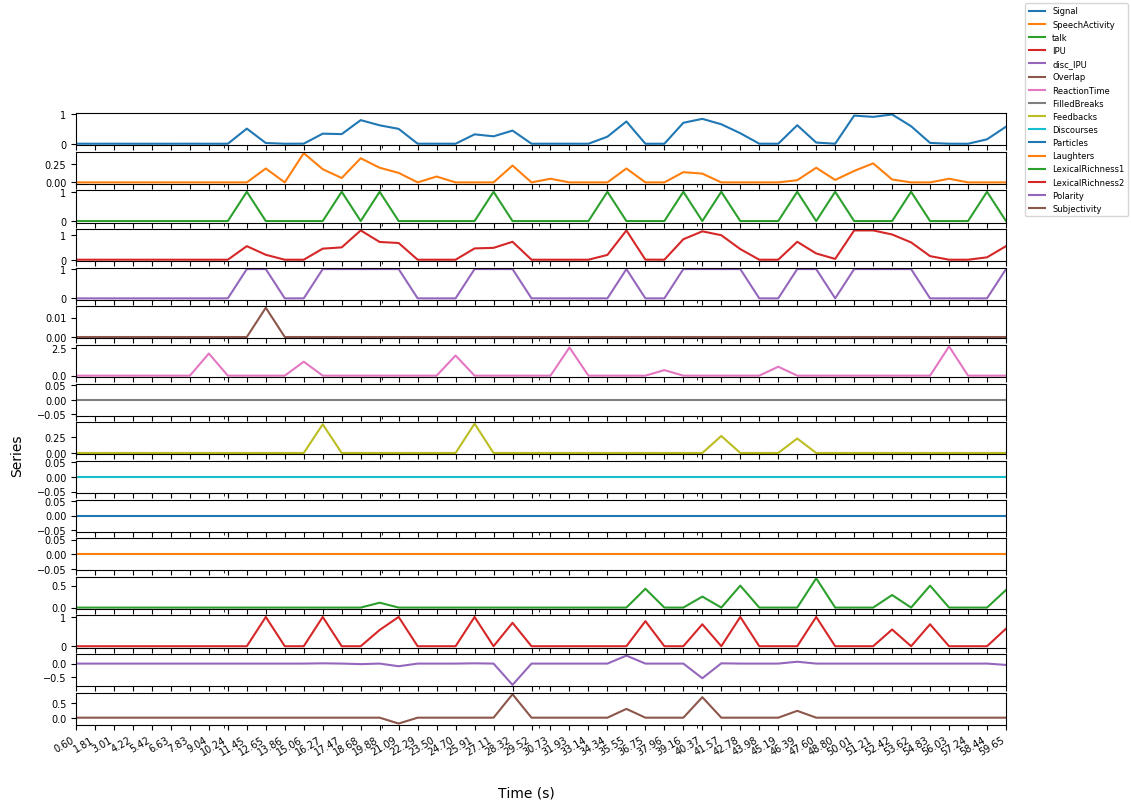 Signal
SpeechActivity
talk
IPU
disc_IPU
Overlap
ReactionTime
FilledBreaks
Feedbacks
Discourses
Particles
Laughters
LexicalRichness1
LexicalRichness2
Polarity
Subjectivity
1
0
0.25
0.00
1
0
1
0
1
0
0.01
0.00
2.5
0.0
0.05
0.00
−0.05
0.25
0.00
0.05
0.00
−0.05
0.05
0.00
−0.05
0.05
0.00
−0.05
0.5
0.0
1
0
0.0
−0.5
0.5
0.0
Series
0.60 1.81 3.01 4.22 5.42 6.63 7.83 9.04 10.24 11.45 12.65 13.86 15.06 16.27 17.47 18.68 19.88 21.09 22.29 23.50 24.70 25.91 27.11 28.32 29.52 30.73 31.93 33.14 34.34 35.55 36.75 37.96 39.16 40.37 41.57 42.78 43.98 45.19 46.39 47.60 48.80 50.01 51.21 52.42 53.62 54.83 56.03 57.24 58.44 59.65
Time (s)